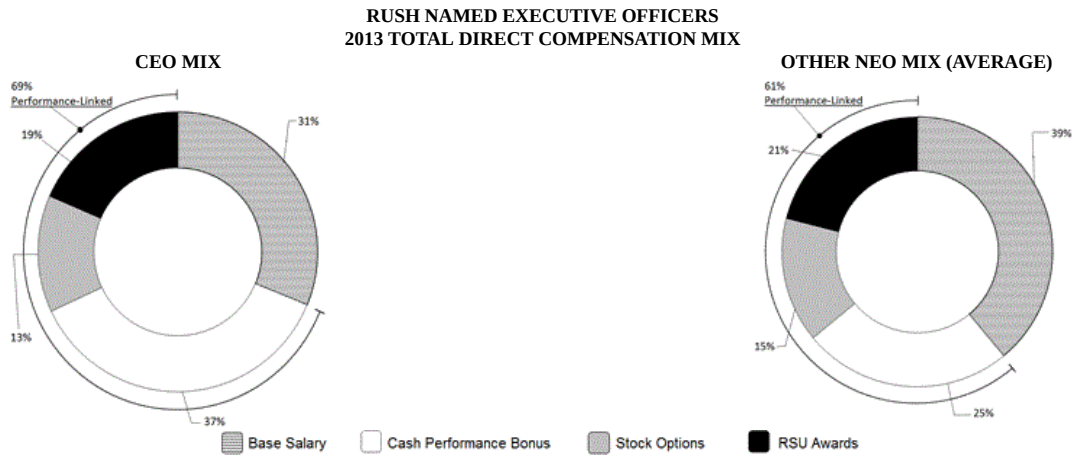 RUSH NAMED EXECUTIVE OFFICERS
2013 TOTAL DIRECT COMPENSATION MIX
CEO MIX
69%
Performance-Linked
19%
31%
13%
37%
OTHER NEO MIX (AVERAGE)
61%
Performance-Linked
21%
39%
15%
25%
Base Salary
Cash Performance Bonus
Stock Options
RSU Awards